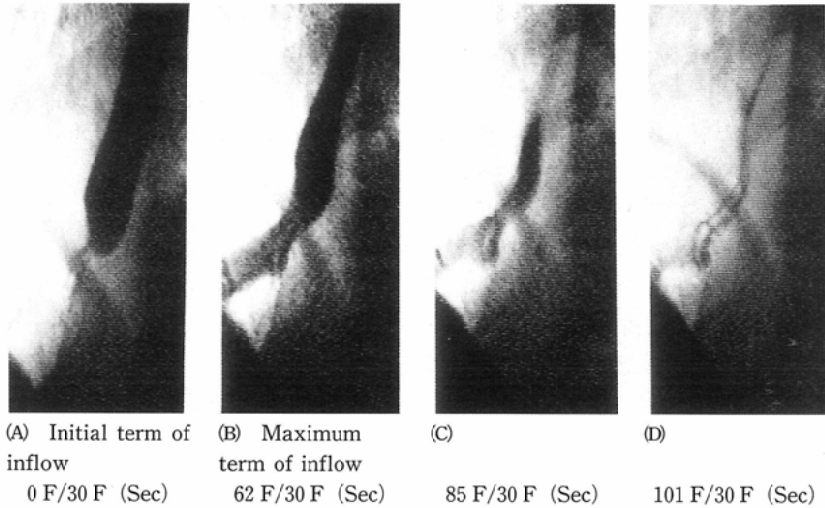 (A) Initial term of
inflow
0 F/30 F (Sec)
(B) Maximum
term of inflow
62 F/30 F (Sec)
(C)
85 F/30 F (Sec)
(D)
101 F/30 F (Sec)